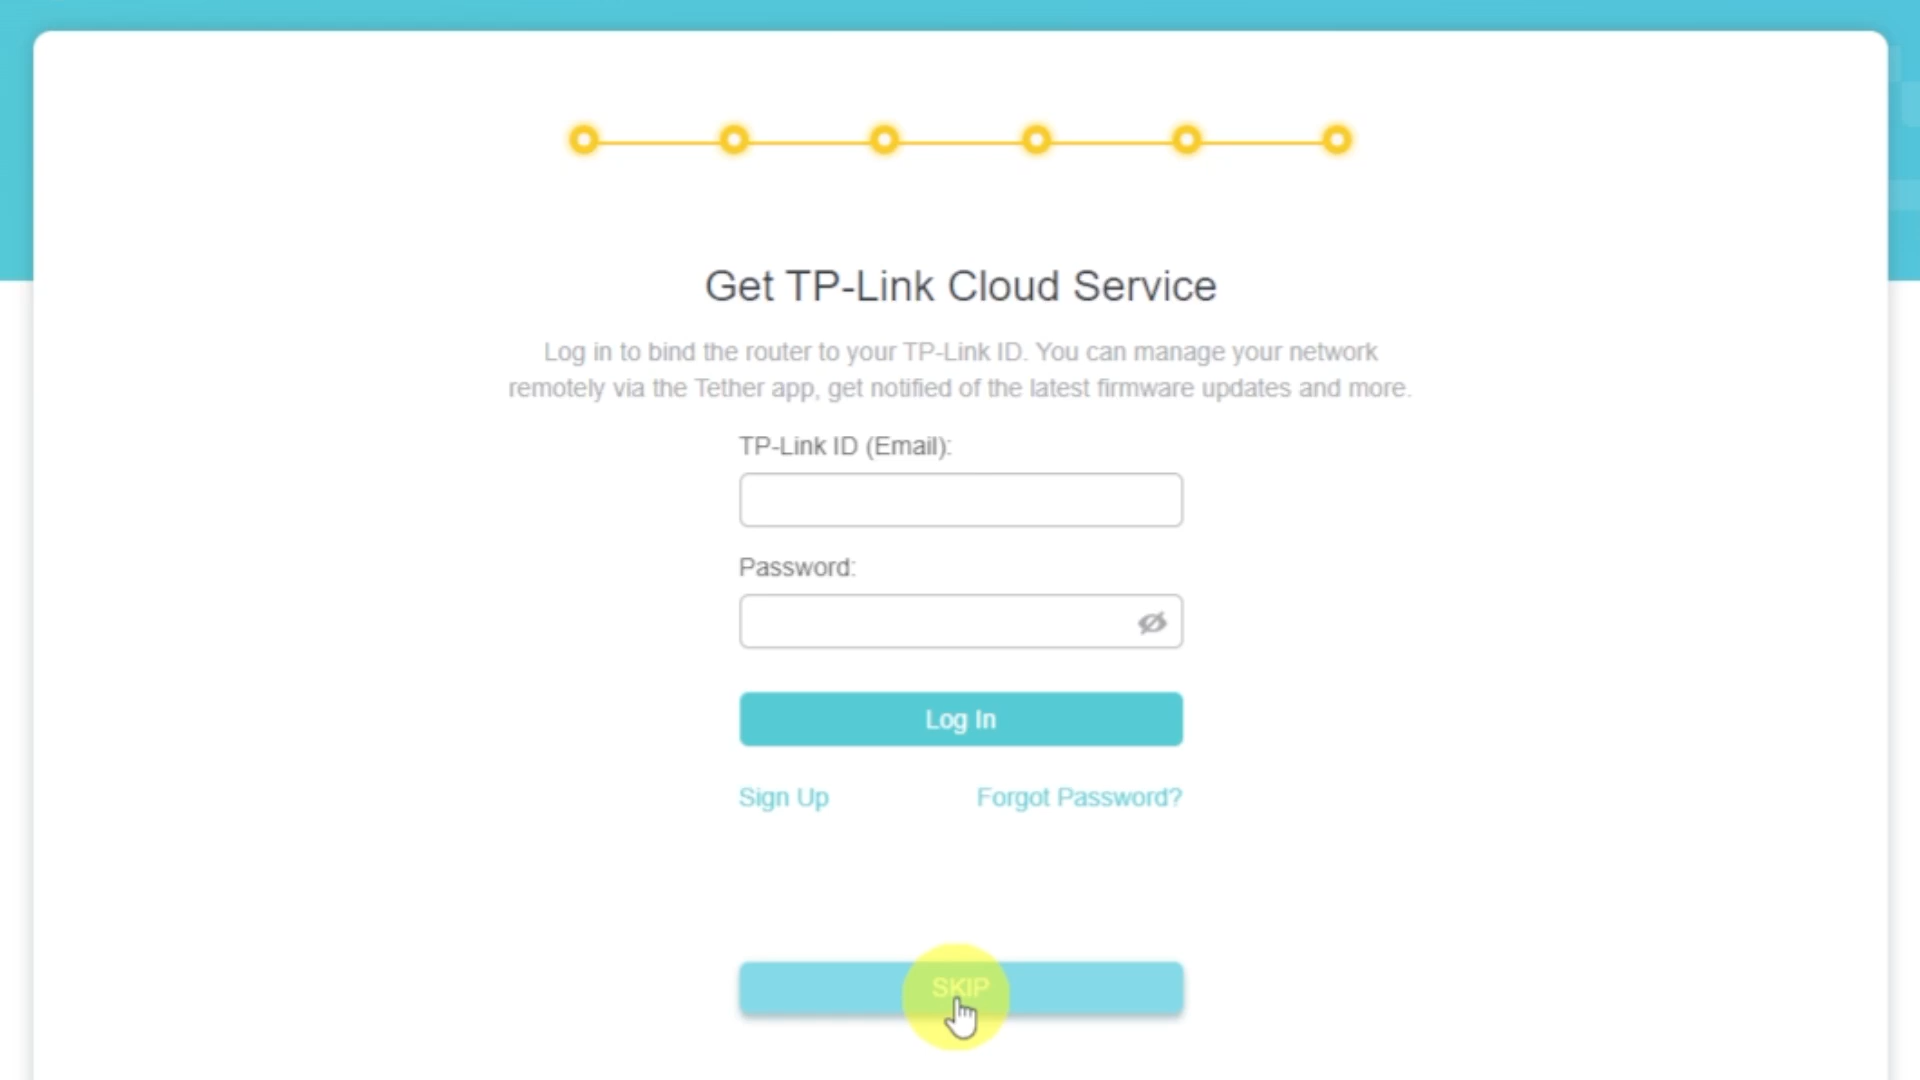 Get TP-Link Cloud Service
Log in to bind the router to your TP-Link ID. You can manage your network
remotely via the Tether app, get notified of the latest firmware updates and more.
TP-Link ID (Email):
Password:
Log In
Sign Up
Forgot Password?
SKIP